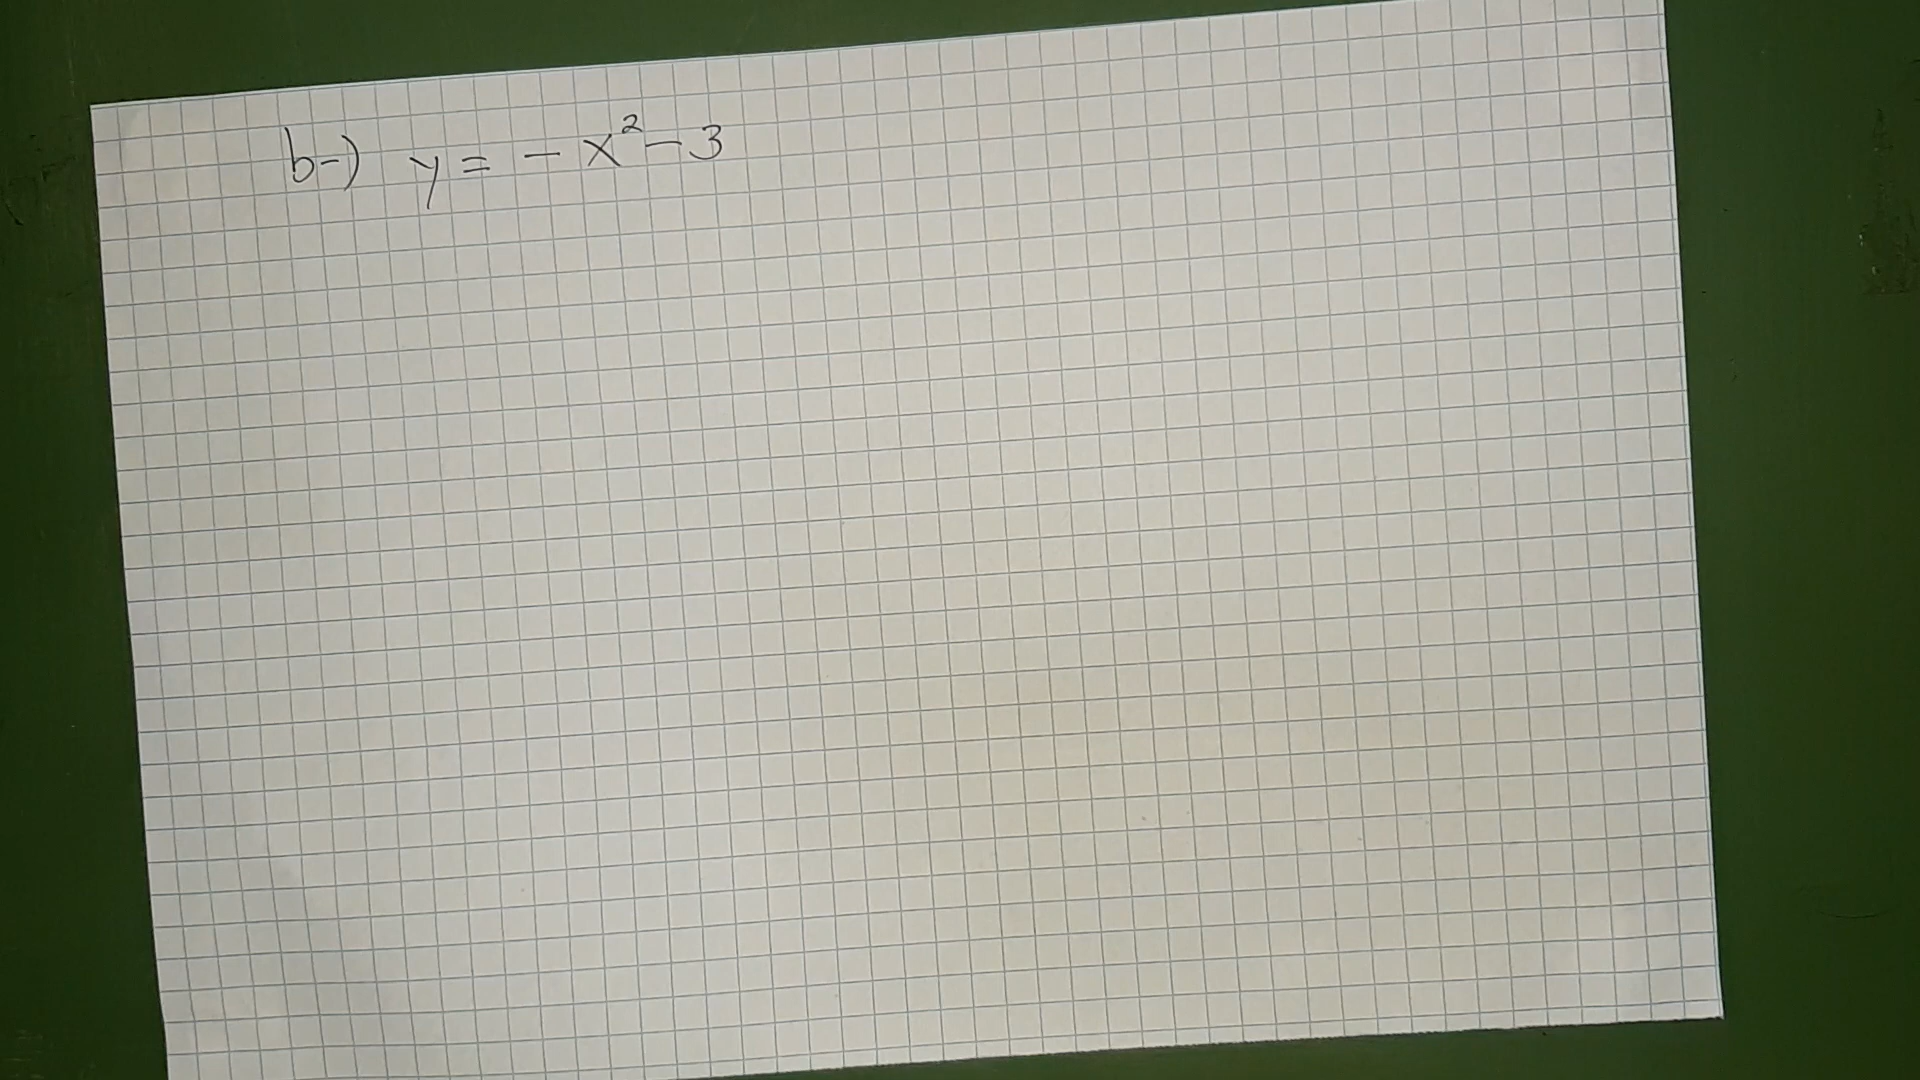 b-) y = - x² - 3